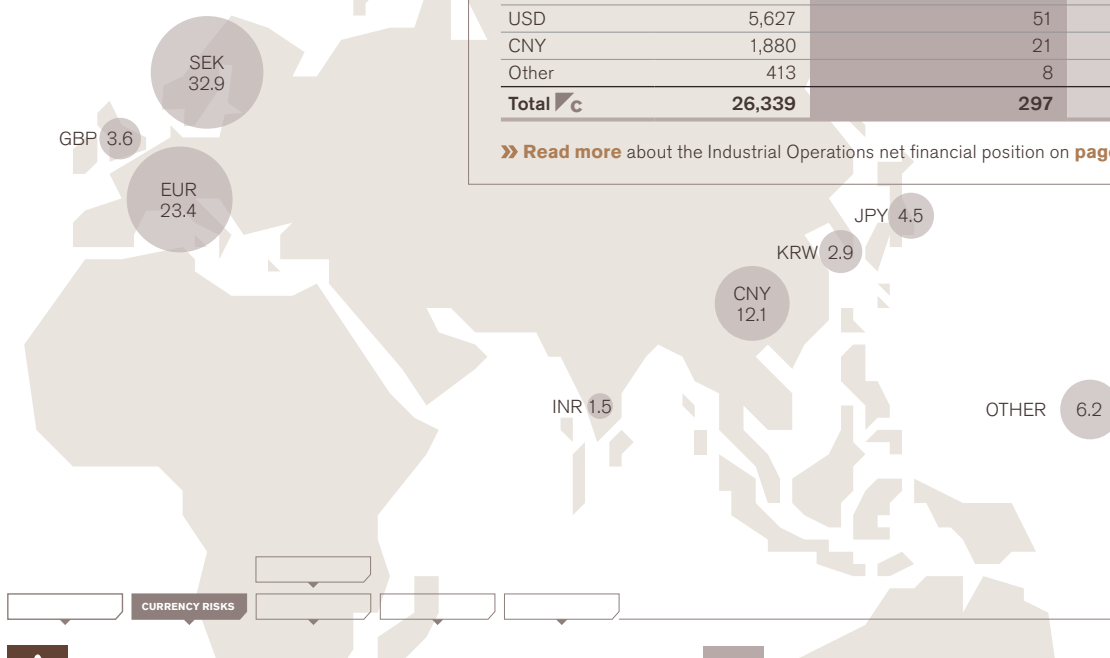 USD 5,627 51
CNY 1,880 21
Other 413 8
Total c 26,339 297
Read more about the Industrial Operations net financial position on page
SEK
32.9
GBP 3.6
EUR
23.4
JPY 4.5
KRW 2.9
CNY
12.1
INR 1.5
OTHER 6.2
CURRENCY RISKS